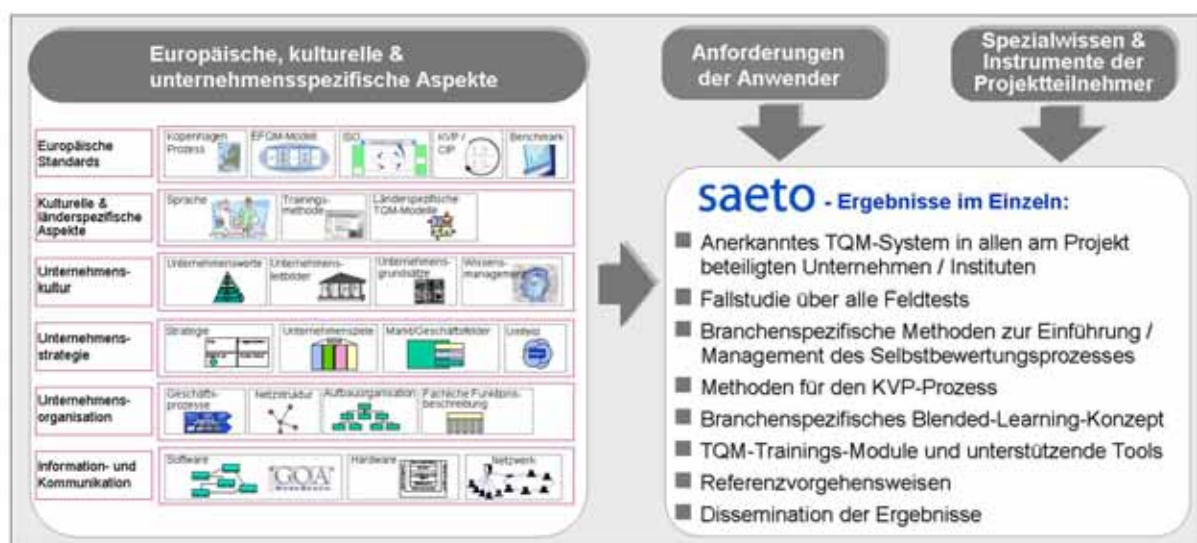 Europäische, kulturelle &
unternehmensspezifische Aspekte
Europäische
Standards
Kopenhagen
Prozess
EFQM-Modell
ISO
KVP /
CIP
Benchmark
Kulturelle &
länderspezifische
Aspekte
Sprache
Trainings-
methode
Länderspezifische
TQM-Modelle
Unternehmens-
kultur
Unternehmenswerte
Unternehmens-
leitbilder
Unternehmens-
grundsätze
Wissens-
management
Unternehmens-
strategie
Strategie
Unternehmensziele
Markt/Geschäftsfelder
Umfeld
Unternehmens-
organisation
Geschäfts-
prozesse
Netzstruktur
Aufbauorganisation
Fachliche Funktions-
beschreibung
Information- und
Kommunikation
Software
GOA
Hardware
Netzwerk
Anforderungen
der Anwender
Spezialwissen &
Instrumente der
Projektteilnehmer
saeto - Ergebnisse im Einzeln:
Anerkanntes TQM-System in allen am Projekt
beteiligten Unternehmen / Instituten
Fallstudie über alle Feldtests
Branchenspezifische Methoden zur Einführung /
Management des Selbstbewertungsprozesses
Methoden für den KVP-Prozess
Branchenspezifisches Blended-Learning-Konzept
TQM-Trainings-Module und unterstützende Tools
Referenzvorgehensweisen
Dissemination der Ergebnisse